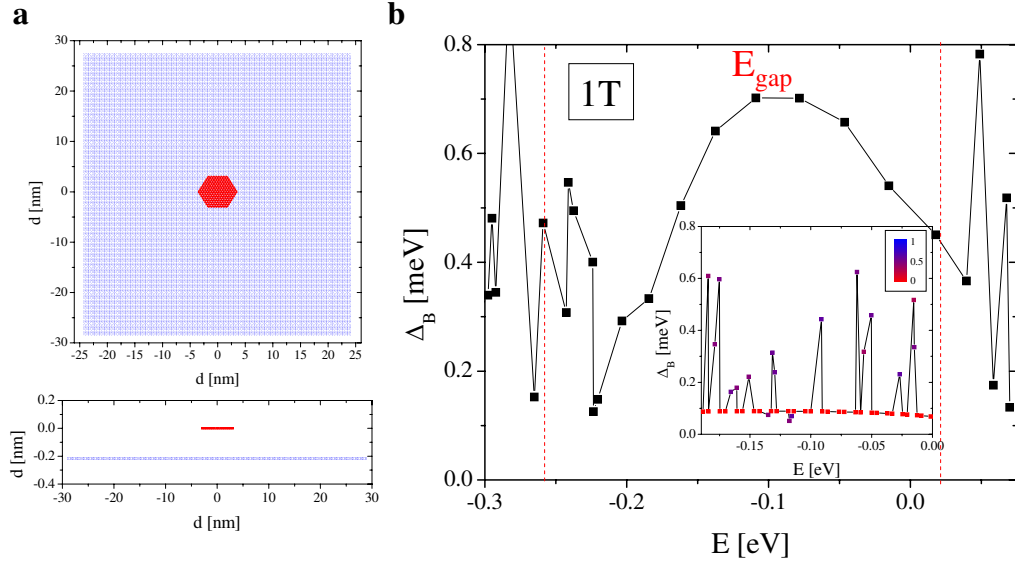 a
30
20
10
0
-10
-20
-30
d [nm]
-25 -20 -15 -10 -5 0 5 10 15 20 25
d [nm]
0.2
0.0
-0.2
-0.4
d [nm]
-30 -20 -10 0 10 20 30
d [nm]
b
0.8
0.6
0.4
0.2
0.0
Δ_B [meV]
1T
E_gap
-0.3 -0.2 -0.1 0.0
E [eV]
0.8
0.6
0.4
0.2
0.0
Δ_B [meV]
1
0.5
0
-0.15 -0.10 -0.05 0.00
E [eV]